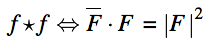 f⋆f ⇔ F̅ · F = |F|²